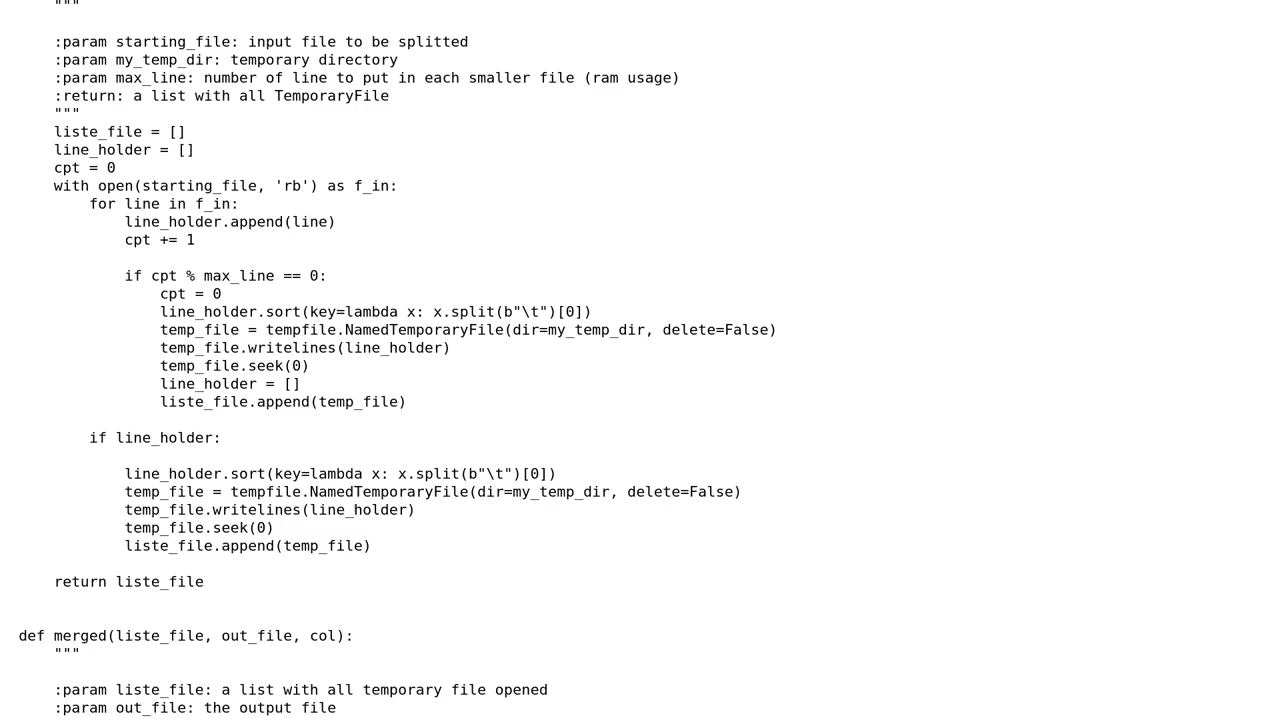 """
:param starting_file: input file to be splitted
:param my_temp_dir: temporary directory
:param max_line: number of line to put in each smaller file (ram usage)
:return: a list with all TemporaryFile
"""
liste_file = []
line_holder = []
cpt = 0
with open(starting_file, 'rb') as f_in:
for line in f_in:
line_holder.append(line)
cpt += 1
if cpt % max_line == 0:
cpt = 0
line_holder.sort(key=lambda x: x.split(b"\t")[0])
temp_file = tempfile.NamedTemporaryFile(dir=my_temp_dir, delete=False)
temp_file.writelines(line_holder)
temp_file.seek(0)
line_holder = []
liste_file.append(temp_file)
if line_holder:
line_holder.sort(key=lambda x: x.split(b"\t")[0])
temp_file = tempfile.NamedTemporaryFile(dir=my_temp_dir, delete=False)
temp_file.writelines(line_holder)
temp_file.seek(0)
liste_file.append(temp_file)
return liste_file
def merged(liste_file, out_file, col):
"""
:param liste_file: a list with all temporary file opened
:param out_file: the output file